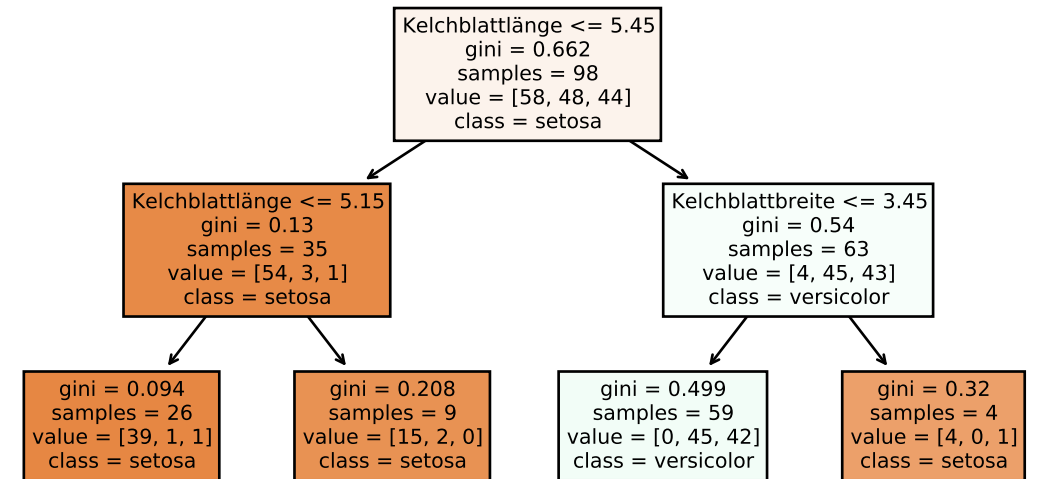 Kelchblattlänge <= 5.45
gini = 0.662
samples = 98
value = [58, 48, 44]
class = setosa
Kelchblattlänge <= 5.15
gini = 0.13
samples = 35
value = [54, 3, 1]
class = setosa
Kelchblattbreite <= 3.45
gini = 0.54
samples = 63
value = [4, 45, 43]
class = versicolor
gini = 0.094
samples = 26
value = [39, 1, 1]
class = setosa
gini = 0.208
samples = 9
value = [15, 2, 0]
class = setosa
gini = 0.499
samples = 59
value = [0, 45, 42]
class = versicolor
gini = 0.32
samples = 4
value = [4, 0, 1]
class = setosa